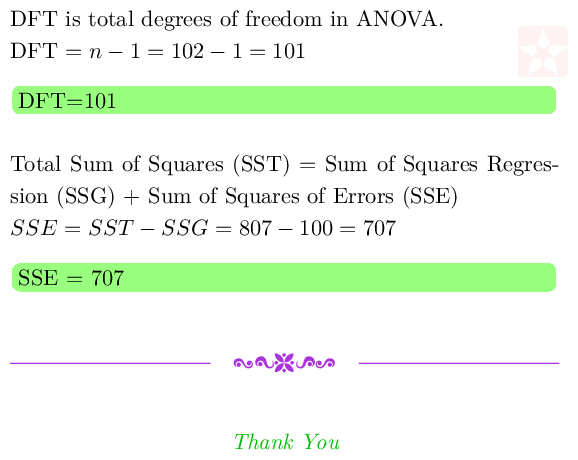 DFT is total degrees of freedom in ANOVA.
DFT = n − 1 = 102 − 1 = 101
DFT=101
Total Sum of Squares (SST) = Sum of Squares Regres-
sion (SSG) + Sum of Squares of Errors (SSE)
SSE = SST − SSG = 807 − 100 = 707
SSE = 707
Thank You